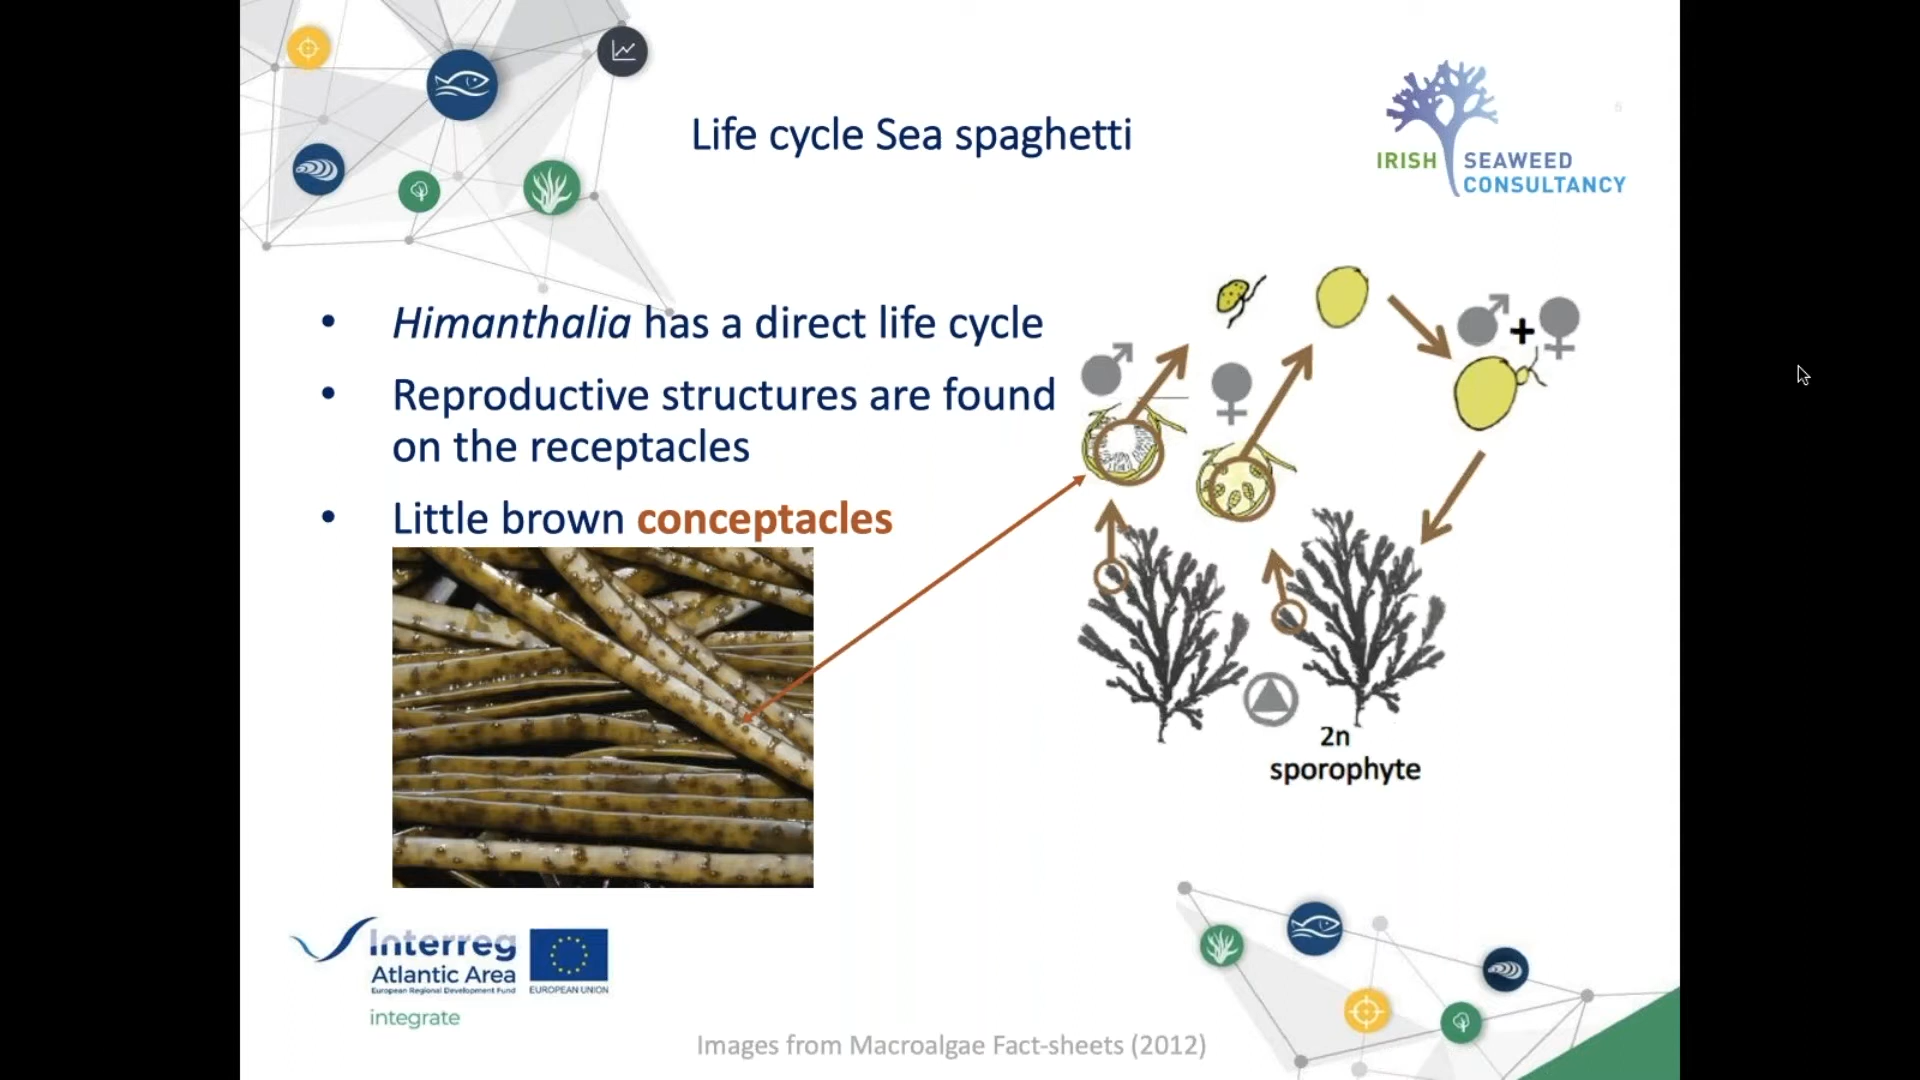 Life cycle Sea spaghetti
6
IRISH SEAWEED
CONSULTANCY
• Himanthalia has a direct life cycle
• Reproductive structures are found
on the receptacles
• Little brown conceptacles
+
2n
sporophyte
Interreg
Atlantic Area
European Regional Development Fund
EUROPEAN UNION
integrate
Images from Macroalgae Fact-sheets (2012)